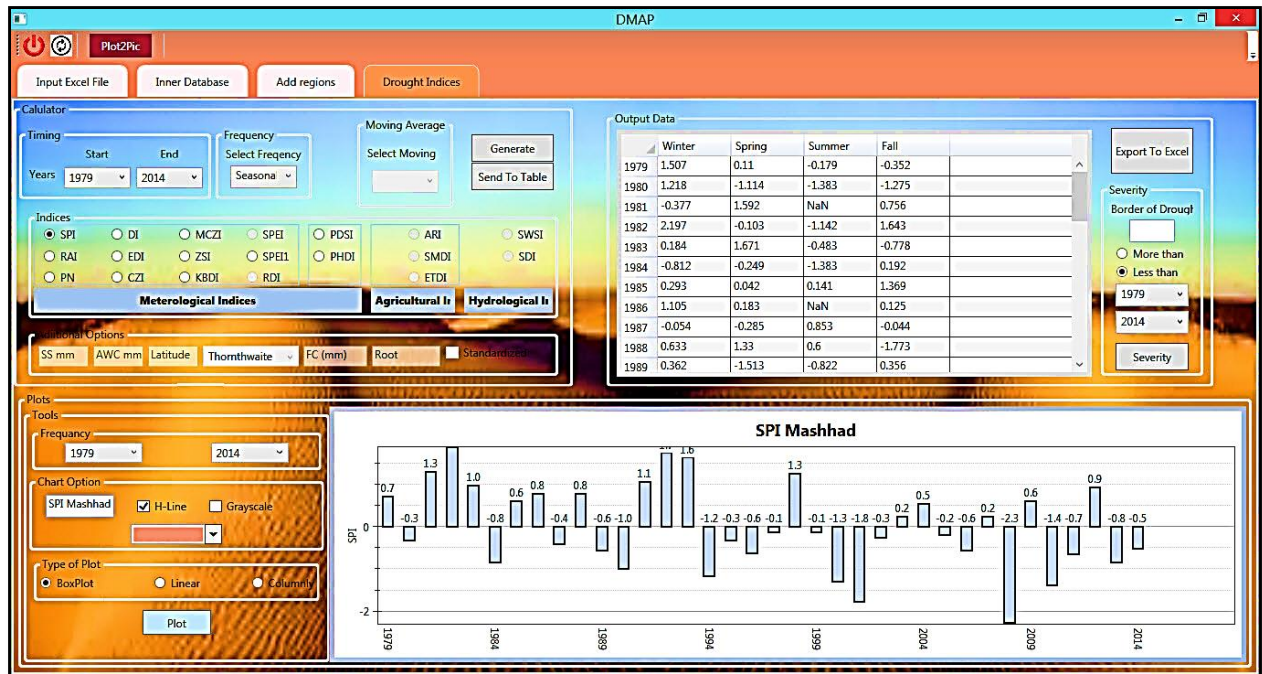 DMAP
Plot2Pic
Input Excel File Inner Database Add regions Drought Indices
Calulator
Timing
Start End
Years 1979 2014
Frequency
Select Freqency
Seasonal
Moving Average
Select Moving
Generate
Send To Table
Indices
SPI DI MCZI SPEI PDSI ARI SWSI
RAI EDI ZSI SPEI1 PHDI SMDI SDI
PN CZI KBDI RDI ETDI
Meterological Indices Agricultural Hydrological
Options
SS mm AWC mm Latitude Thornthwaite FC (mm) Root Standardized
Output Data
Winter Spring Summer Fall
1979 1.507 0.11 -0.179 -0.352
1980 1.218 -1.114 -1.383 -1.275
1981 -0.377 1.592 NaN 0.756
1982 2.197 -0.103 -1.142 1.643
1983 0.184 1.671 -0.483 -0.778
1984 -0.812 -0.249 -1.383 0.192
1985 0.293 0.042 0.141 1.369
1986 1.105 0.183 NaN 0.125
1987 -0.054 -0.285 0.853 -0.044
1988 0.633 1.33 0.6 -1.773
1989 0.362 -1.513 -0.822 0.356
Export To Excel
Severity
Border of Drought
More than
Less than
1979
2014
Severity
Plots
Tools
Frequancy
1979 2014
Chart Option
SPI Mashhad H-Line Grayscale
Type of Plot
BoxPlot Linear Columnly
Plot
SPI Mashhad
SPI
0
-2
0.7 -0.3 1.3 1.0 -0.8 0.6 0.8 -0.4 0.8 -0.6 -1.0 1.1 1.6 -1.2 -0.3 -0.6 -0.1 1.3 -0.1 -1.3 -1.8 -0.3 0.2 0.5 -0.2 -0.6 0.2 -2.3 0.6 -1.4 -0.7 0.9 -0.8 -0.5
1979 1984 1989 1994 1999 2004 2009 2014